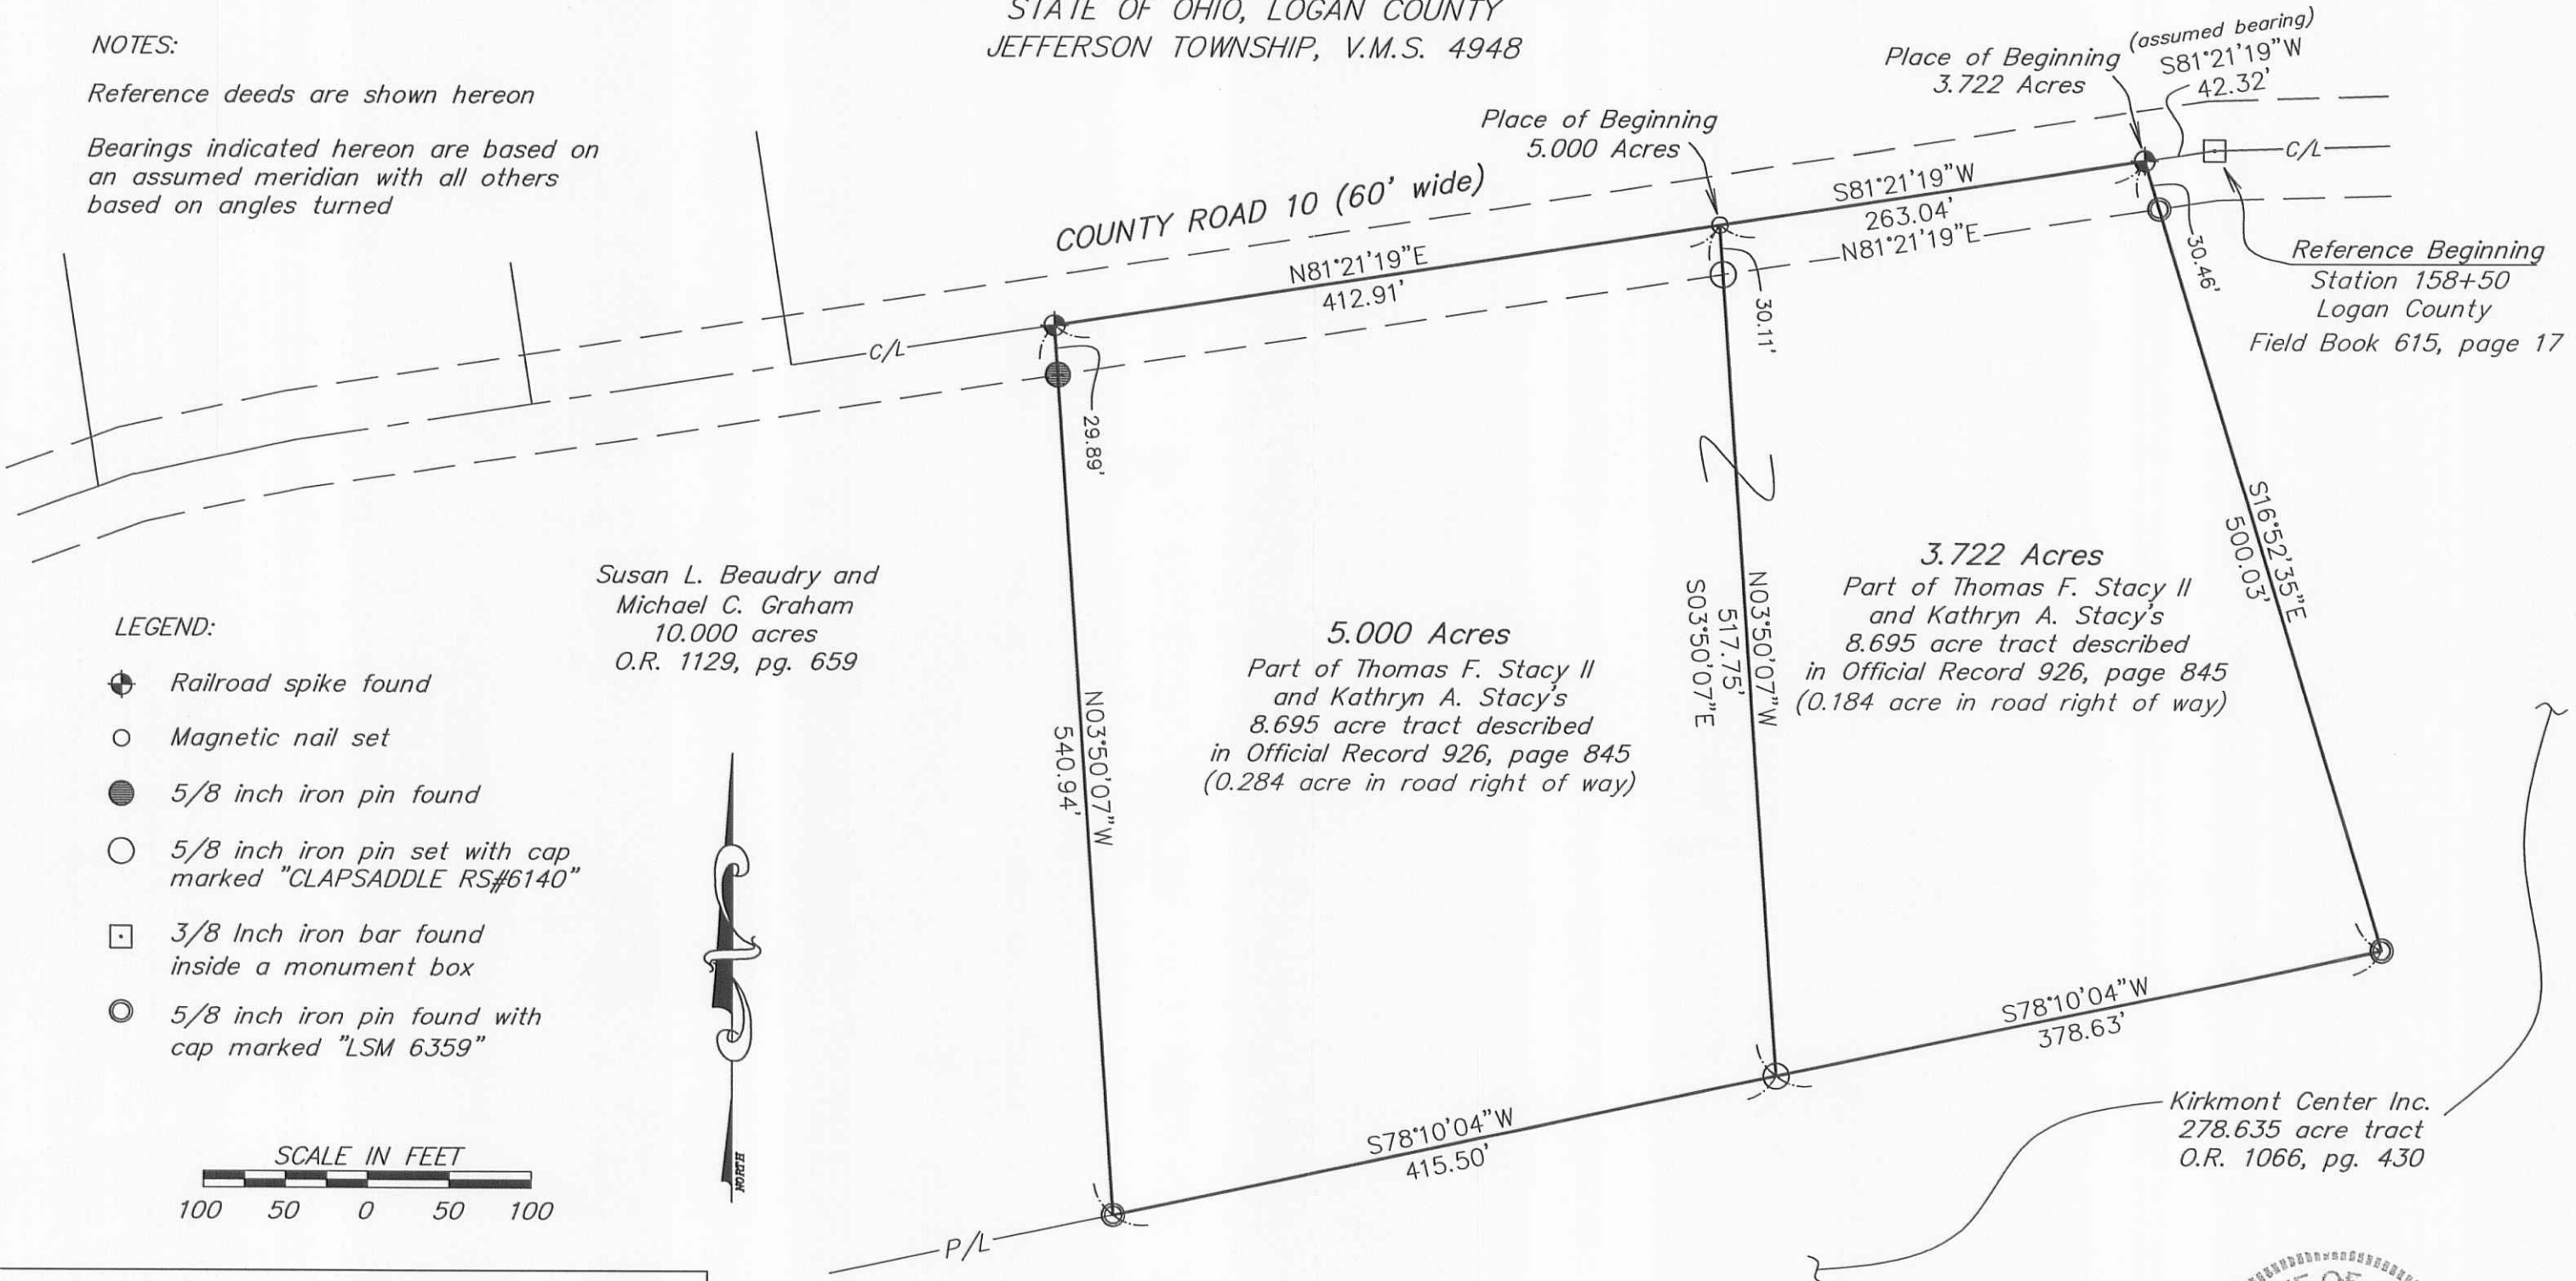 STATE OF OHIO, LOGAN COUNTY
JEFFERSON TOWNSHIP, V.M.S. 4948
NOTES:
Reference deeds are shown hereon
Bearings indicated hereon are based on
an assumed meridian with all others
based on angles turned
Place of Beginning
3.722 Acres
(assumed bearing)
S81°21'19"W
42.32'
Place of Beginning
5.000 Acres
COUNTY ROAD 10 (60' wide)
C/L
S81°21'19"W
263.04'
N81°21'19"E
N81°21'19"E
412.91'
C/L
30.46'
30.11'
29.89'
Reference Beginning
Station 158+50
Logan County
Field Book 615, page 17
S16°52'35"E
500.03'
Susan L. Beaudry and
Michael C. Graham
10.000 acres
O.R. 1129, pg. 659
5.000 Acres
Part of Thomas F. Stacy II
and Kathryn A. Stacy's
8.695 acre tract described
in Official Record 926, page 845
(0.284 acre in road right of way)
3.722 Acres
Part of Thomas F. Stacy II
and Kathryn A. Stacy's
8.695 acre tract described
in Official Record 926, page 845
(0.184 acre in road right of way)
N03°50'07"W
517.75'
S03°50'07"E
N03°50'07"W
540.94'
LEGEND:
Railroad spike found
Magnetic nail set
5/8 inch iron pin found
5/8 inch iron pin set with cap
marked "CLAPSADDLE RS#6140"
3/8 Inch iron bar found
inside a monument box
5/8 inch iron pin found with
cap marked "LSM 6359"
NORTH
SCALE IN FEET
100 50 0 50 100
S78°10'04"W
378.63'
S78°10'04"W
415.50'
P/L
Kirkmont Center Inc.
278.635 acre tract
O.R. 1066, pg. 430
OF